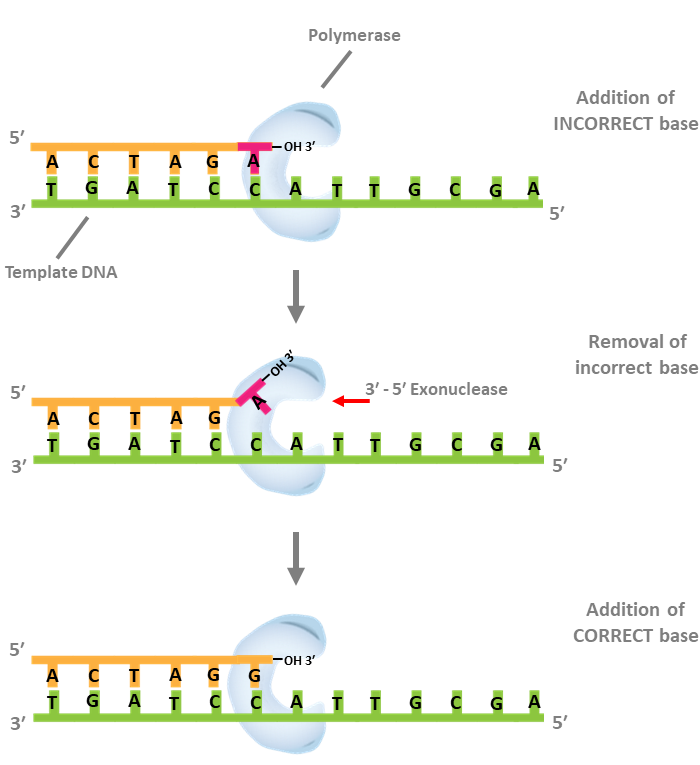 Polymerase
Addition of
INCORRECT base
5′
OH 3′
A C T A G A
T G A T C C A T T G C G A
3′
5′
Template DNA
Removal of
incorrect base
OH 3′
3′ - 5′ Exonuclease
5′
A
A C T A G
T G A T C C A T T G C G A
3′
5′
Addition of
CORRECT base
5′
OH 3′
A C T A G G
T G A T C C A T T G C G A
3′
5′